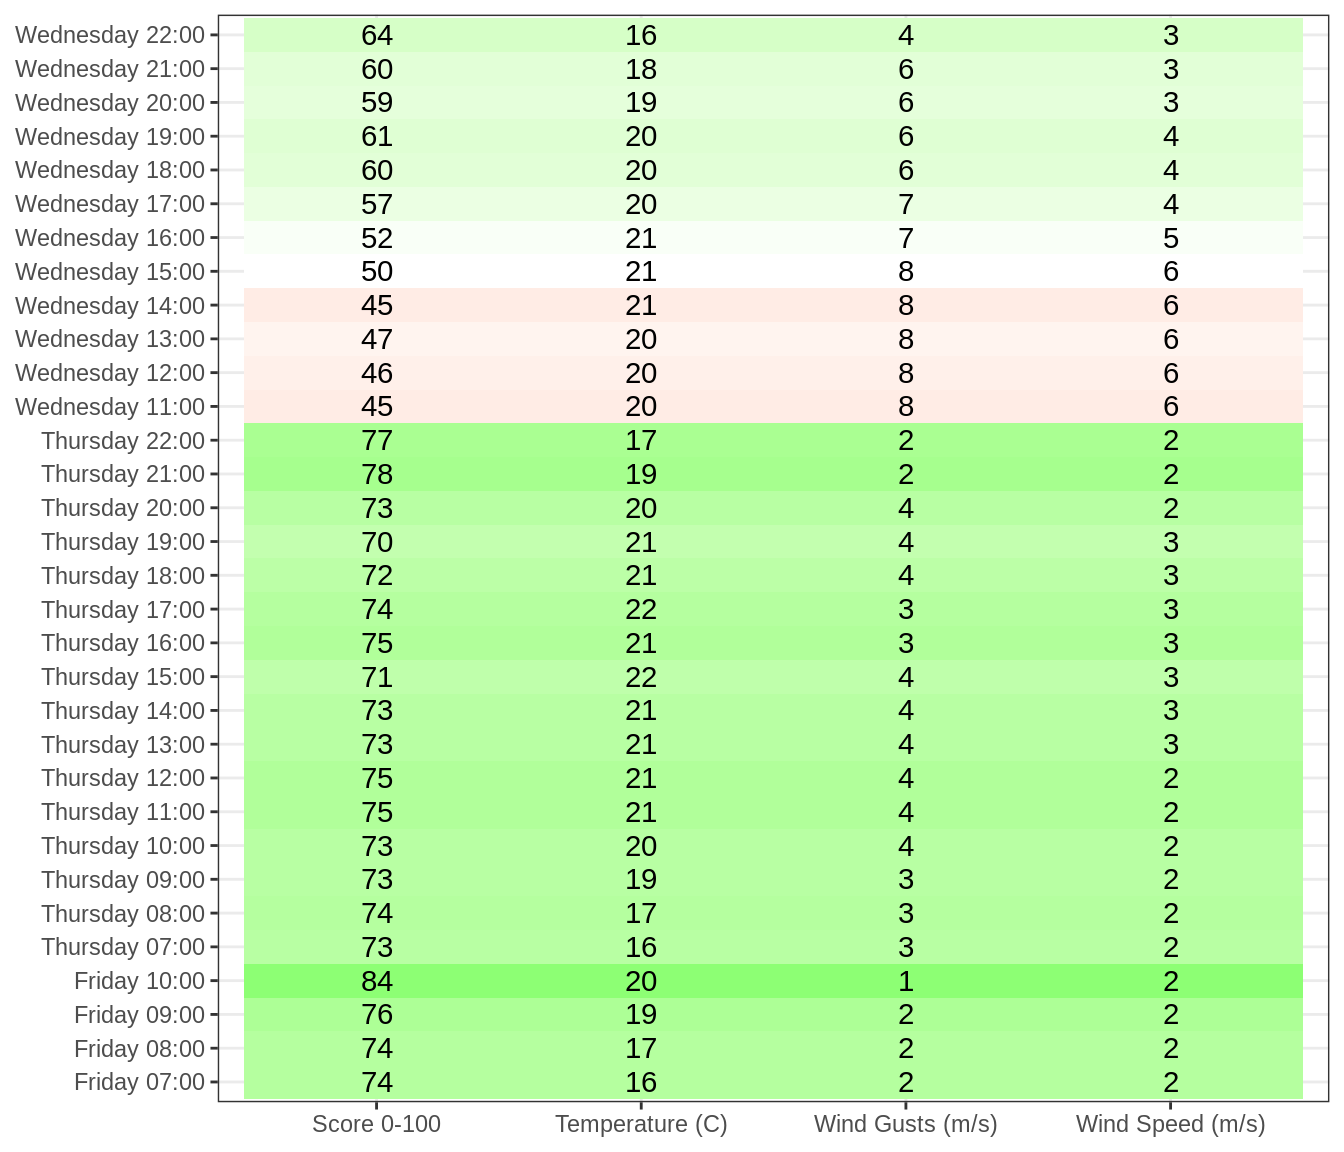 Wednesday 22:00 64 16 4 3
Wednesday 21:00 60 18 6 3
Wednesday 20:00 59 19 6 3
Wednesday 19:00 61 20 6 4
Wednesday 18:00 60 20 6 4
Wednesday 17:00 57 20 7 4
Wednesday 16:00 52 21 7 5
Wednesday 15:00 50 21 8 6
Wednesday 14:00 45 21 8 6
Wednesday 13:00 47 20 8 6
Wednesday 12:00 46 20 8 6
Wednesday 11:00 45 20 8 6
Thursday 22:00 77 17 2 2
Thursday 21:00 78 19 2 2
Thursday 20:00 73 20 4 2
Thursday 19:00 70 21 4 3
Thursday 18:00 72 21 4 3
Thursday 17:00 74 22 3 3
Thursday 16:00 75 21 3 3
Thursday 15:00 71 22 4 3
Thursday 14:00 73 21 4 3
Thursday 13:00 73 21 4 3
Thursday 12:00 75 21 4 2
Thursday 11:00 75 21 4 2
Thursday 10:00 73 20 4 2
Thursday 09:00 73 19 3 2
Thursday 08:00 74 17 3 2
Thursday 07:00 73 16 3 2
Friday 10:00 84 20 1 2
Friday 09:00 76 19 2 2
Friday 08:00 74 17 2 2
Friday 07:00 74 16 2 2
Score 0-100 Temperature (C) Wind Gusts (m/s) Wind Speed (m/s)